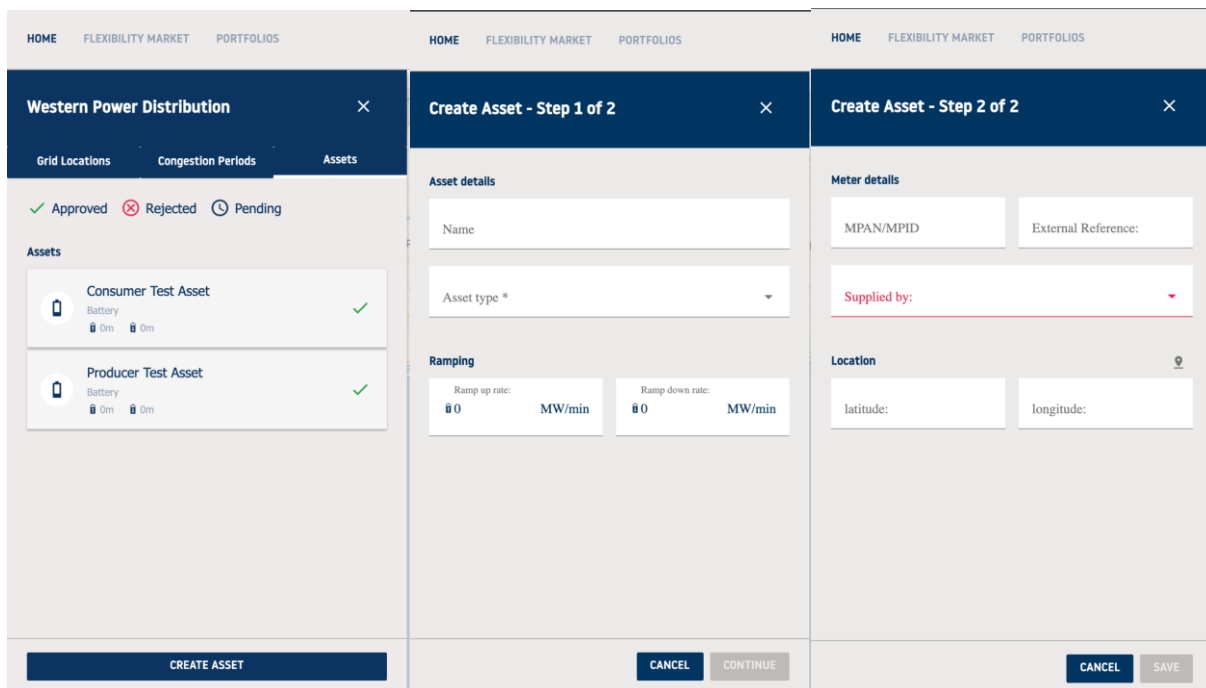 HOME FLEXIBILITY MARKET PORTFOLIOS
Western Power Distribution
Grid Locations Congestion Periods Assets
Approved Rejected Pending
Assets
Consumer Test Asset
Battery
0m 0m
Producer Test Asset
Battery
0m 0m
CREATE ASSET
HOME FLEXIBILITY MARKET PORTFOLIOS
Create Asset - Step 1 of 2
Asset details
Name
Asset type *
Ramping
Ramp up rate: Ramp down rate:
0 MW/min 0 MW/min
CANCEL CONTINUE
HOME FLEXIBILITY MARKET PORTFOLIOS
Create Asset - Step 2 of 2
Meter details
MPAN/MPID External Reference:
Supplied by:
Location
latitude: longitude:
CANCEL SAVE